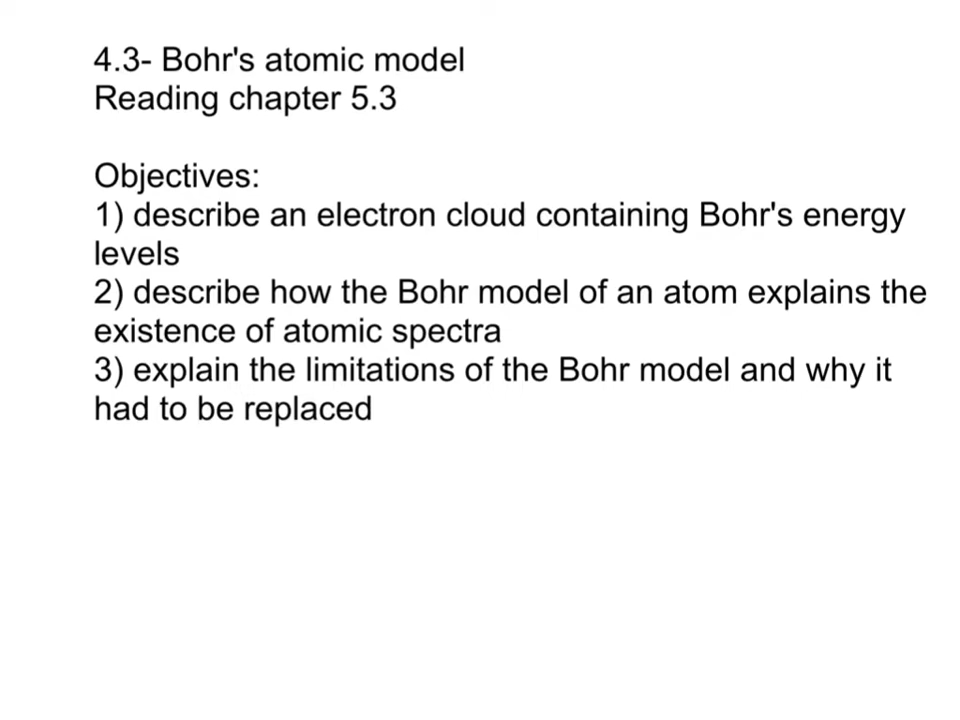 4.3- Bohr's atomic model
Reading chapter 5.3
Objectives:
1) describe an electron cloud containing Bohr's energy
levels
2) describe how the Bohr model of an atom explains the
existence of atomic spectra
3) explain the limitations of the Bohr model and why it
had to be replaced